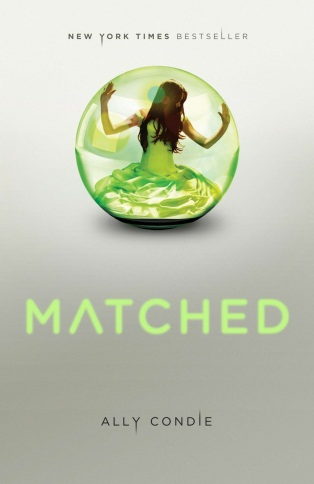 NEW YORK TIMES BESTSELLER
MATCHED
ALLY CONDIE